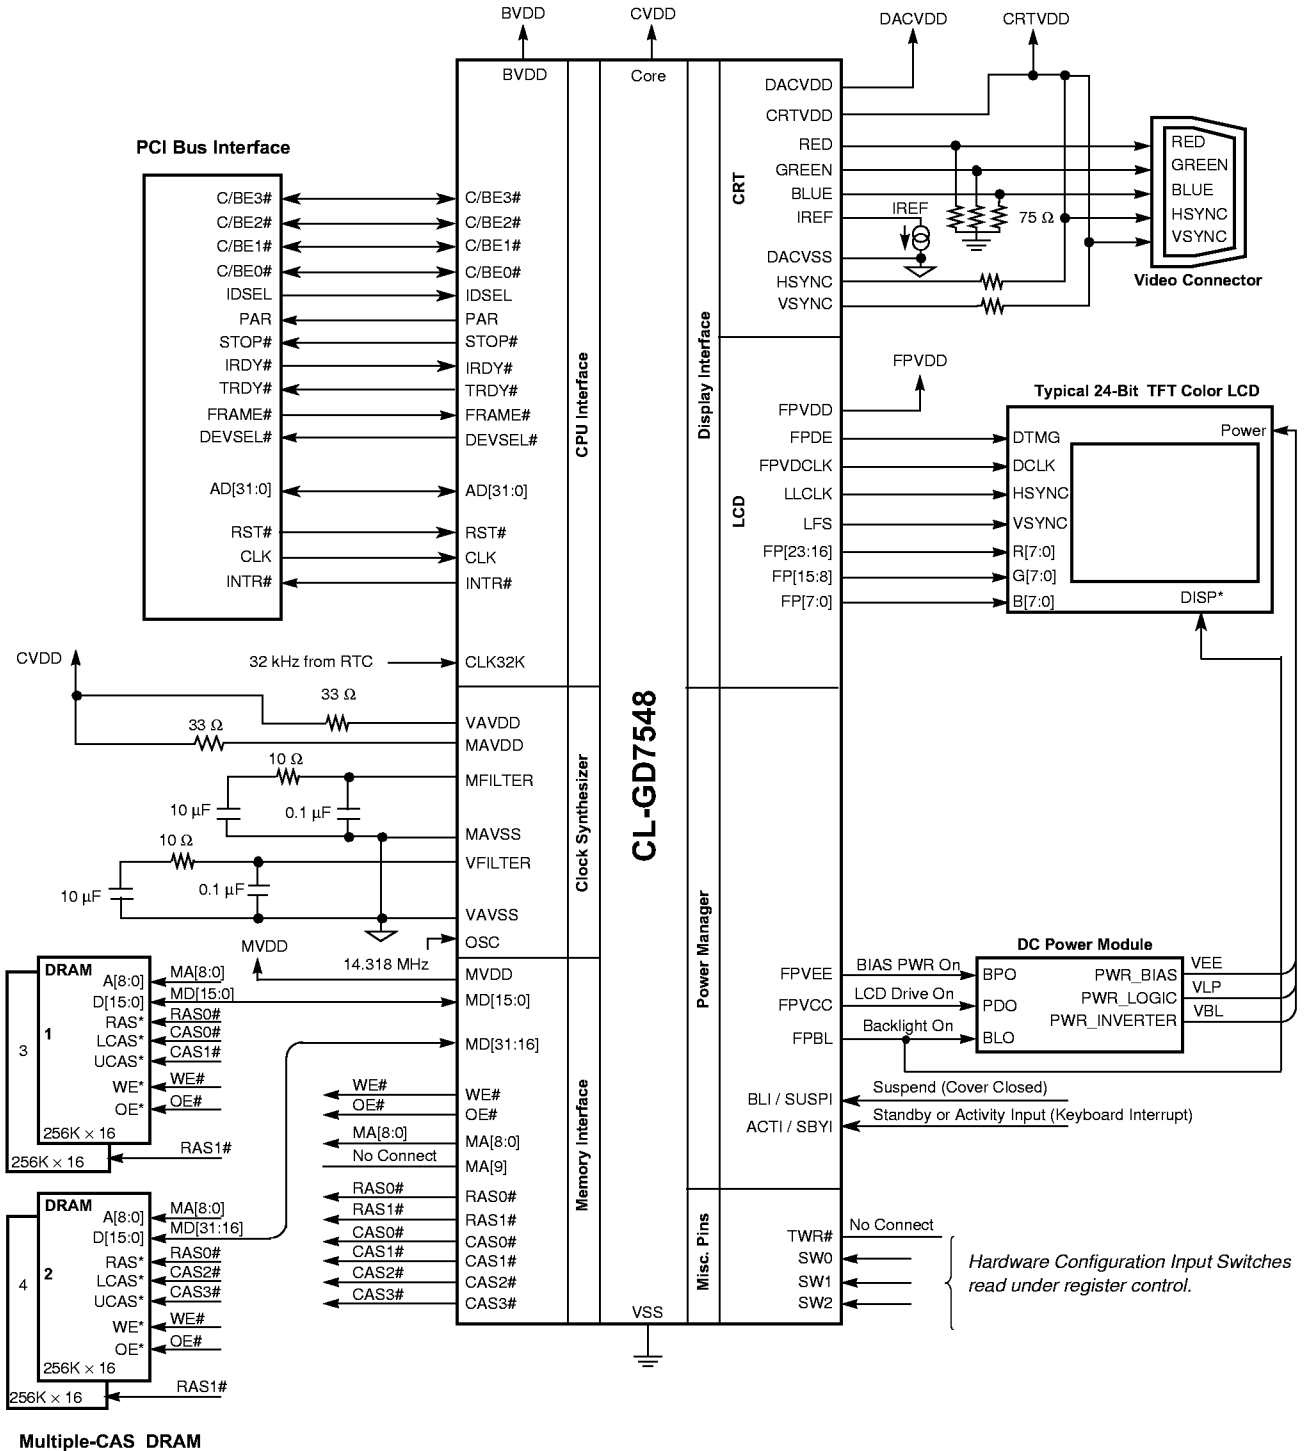 BVDD
CVDD
DACVDD
CRTVDD
BVDD
Core
DACVDD
CRTVDD
RED
GREEN
BLUE
IREF
DACVSS
HSYNC
VSYNC
CRT
IREF
75 Ω
RED
GREEN
BLUE
HSYNC
VSYNC
Video Connector
PCI Bus Interface
C/BE3#
C/BE2#
C/BE1#
C/BE0#
IDSEL
PAR
STOP#
IRDY#
TRDY#
FRAME#
DEVSEL#
AD[31:0]
RST#
CLK
INTR#
C/BE3#
C/BE2#
C/BE1#
C/BE0#
IDSEL
PAR
STOP#
IRDY#
TRDY#
FRAME#
DEVSEL#
AD[31:0]
RST#
CLK
INTR#
32 kHz from RTC
CLK32K
CPU Interface
Display Interface
FPVDD
FPVDD
FPDE
FPVDCLK
LLCLK
LFS
FP[23:16]
FP[15:8]
FP[7:0]
LCD
Typical 24-Bit TFT Color LCD
Power
DTMG
DCLK
HSYNC
VSYNC
R[7:0]
G[7:0]
B[7:0]
DISP*
CVDD
33 Ω
33 Ω
10 Ω
10 µF
0.1 µF
10 Ω
10 µF
0.1 µF
VAVDD
MAVDD
MFILTER
MAVSS
VFILTER
VAVSS
OSC
14.318 MHz
Clock Synthesizer
CL-GD7548
Power Manager
MVDD
MVDD
MD[15:0]
MD[31:16]
WE#
OE#
MA[8:0]
No Connect
RAS0#
RAS1#
CAS0#
CAS1#
CAS2#
CAS3#
WE#
OE#
MA[8:0]
MA[9]
RAS0#
RAS1#
CAS0#
CAS1#
CAS2#
CAS3#
Memory Interface
VSS
FPVEE
FPVCC
FPBL
BIAS PWR On
LCD Drive On
Backlight On
DC Power Module
BPO
PDO
BLO
PWR_BIAS
PWR_LOGIC
PWR_INVERTER
VEE
VLP
VBL
BLI / SUSPI
ACTI / SBYI
Suspend (Cover Closed)
Standby or Activity Input (Keyboard Interrupt)
Misc. Pins
TWR#
SW0
SW1
SW2
No Connect
Hardware Configuration Input Switches
read under register control.
DRAM
1
3
A[8:0]
D[15:0]
RAS*
LCAS*
UCAS*
WE*
OE*
256K × 16
256K × 16
MA[8:0]
MD[15:0]
RAS0#
CAS0#
CAS1#
WE#
OE#
RAS1#
DRAM
2
4
A[8:0]
D[15:0]
RAS*
LCAS*
UCAS*
WE*
OE*
256K × 16
256K × 16
MA[8:0]
MD[31:16]
RAS0#
CAS2#
CAS3#
WE#
OE#
RAS1#
Multiple-CAS DRAM